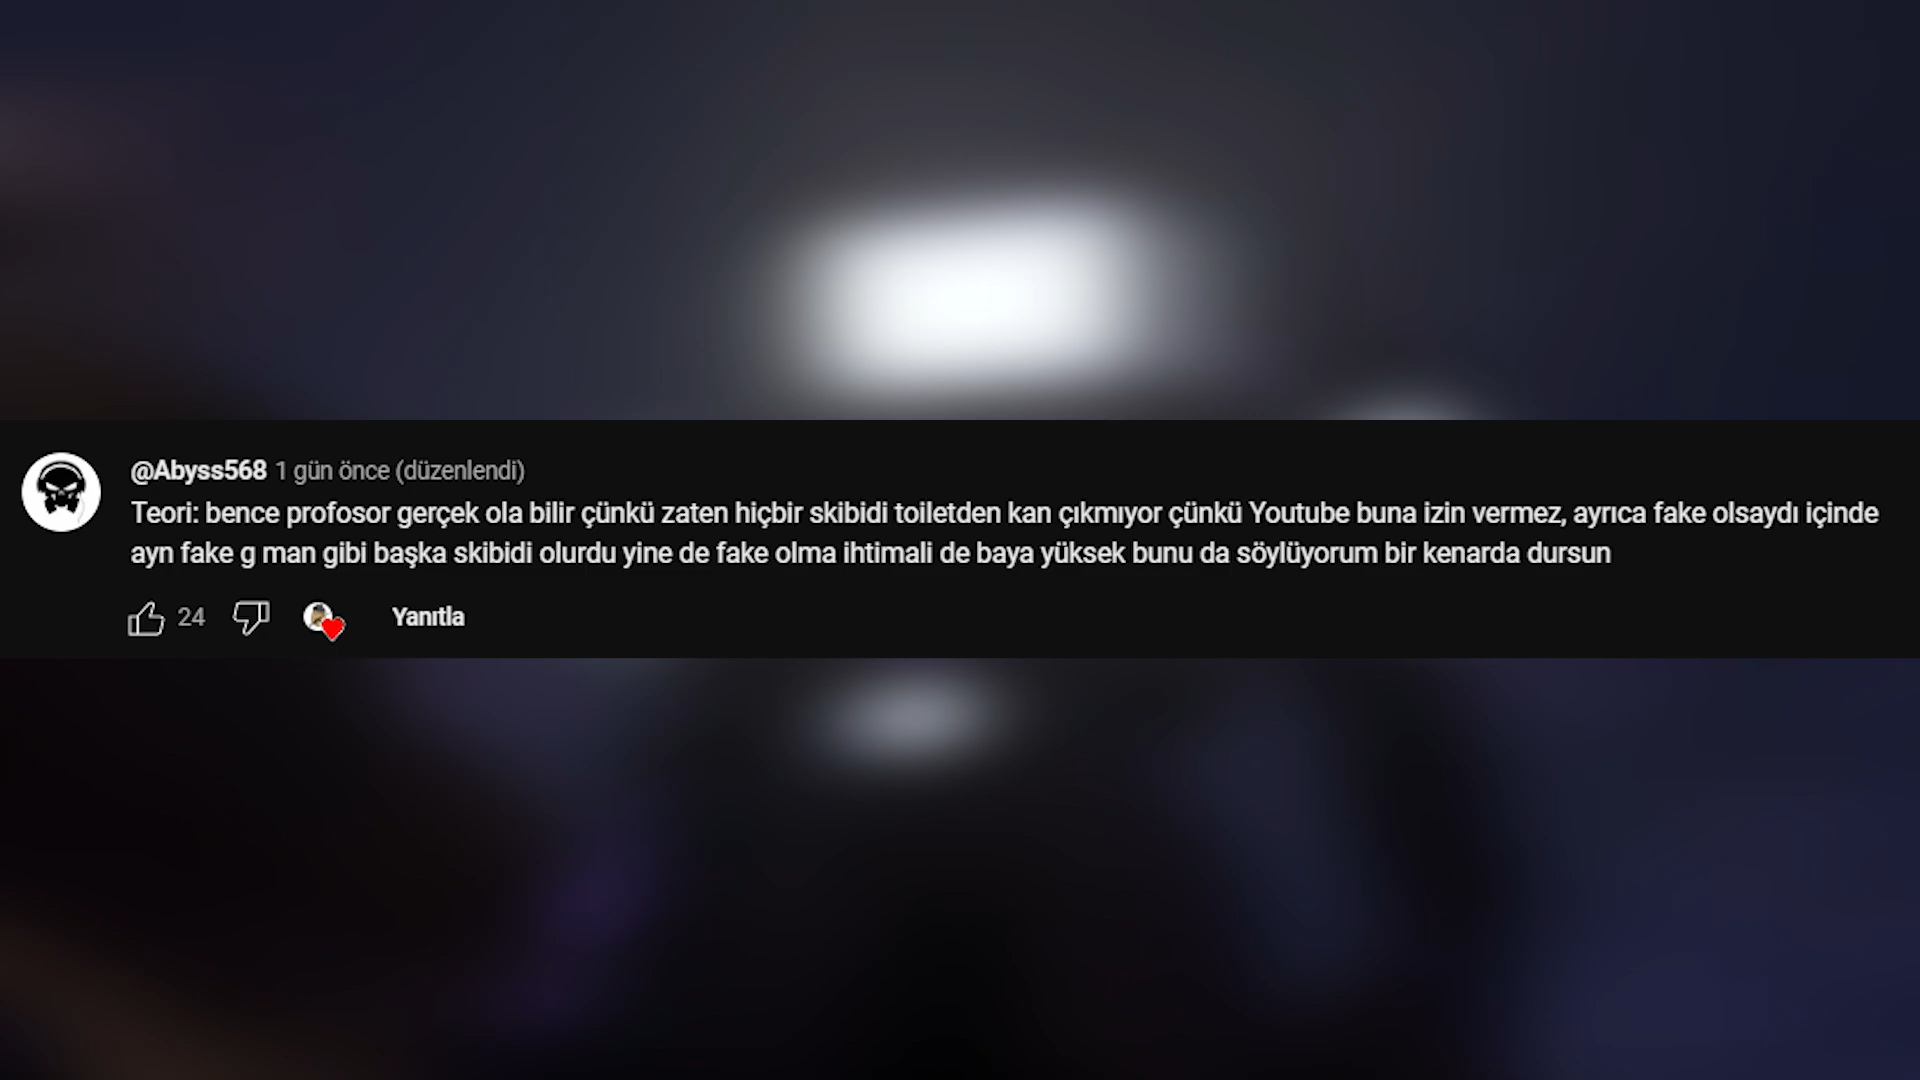 @Abyss568 1 gün önce (düzenlendi)
Teori: bence profosor gerçek ola bilir çünkü zaten hiçbir skibidi toiletden kan çıkmıyor çünkü Youtube buna izin vermez, ayrıca fake olsaydı içinde
ayn fake g man gibi başka skibidi olurdu yine de fake olma ihtimali de baya yüksek bunu da söylüyorum bir kenarda dursun
24 Yanıtla